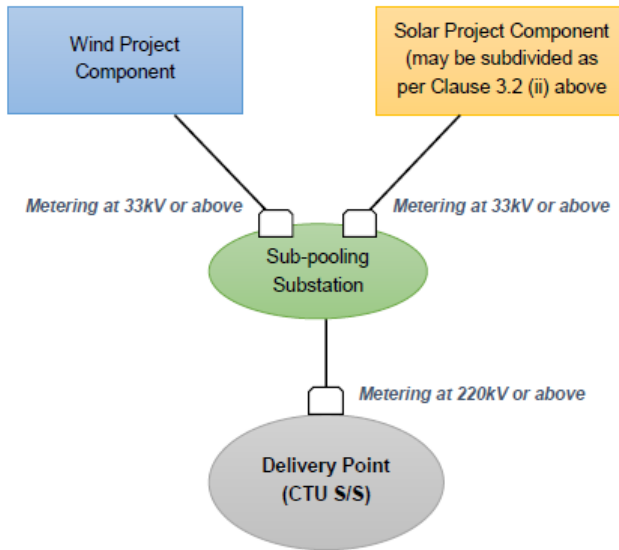 Wind Project
Component
Solar Project Component
(may be subdivided as
per Clause 3.2 (ii) above
Metering at 33kV or above
Metering at 33kV or above
Sub-pooling
Substation
Metering at 220kV or above
Delivery Point
(CTU S/S)